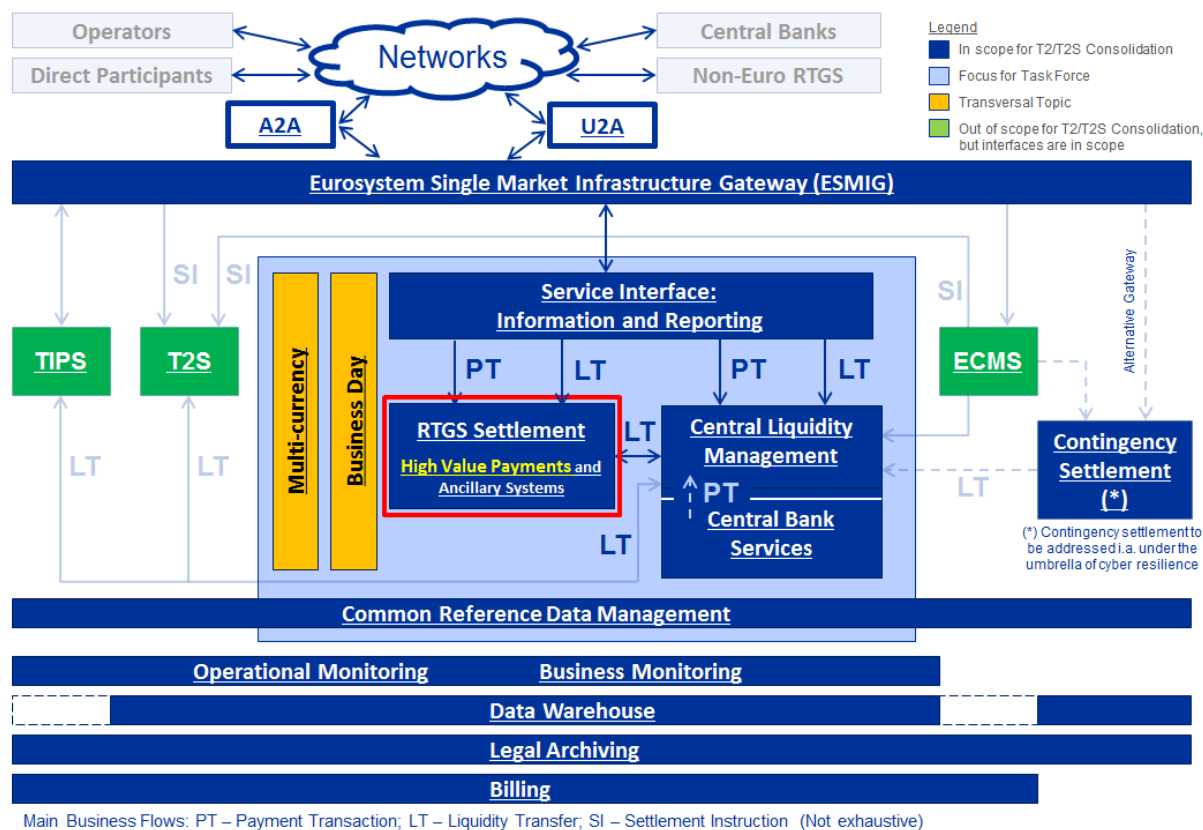 Operators
Direct Participants
Networks
Central Banks
Non-Euro RTGS
Legend
In scope for T2/T2S Consolidation
Focus for Task Force
Transversal Topic
Out of scope for T2/T2S Consolidation,
but interfaces are in scope
A2A
U2A
Eurosystem Single Market Infrastructure Gateway (ESMIG)
SI
SI
SI
Alternative Gateway
Multi-currency
Business Day
Service Interface:
Information and Reporting
PT
LT
PT
LT
TIPS
T2S
ECMS
RTGS Settlement
High Value Payments and
Ancillary Systems
LT
Central Liquidity
Management
PT
Central Bank
Services
Contingency
Settlement
(*)
LT
LT
LT
LT
(*) Contingency settlement to
be addressed i.a. under the
umbrella of cyber resilience
Common Reference Data Management
Operational Monitoring
Business Monitoring
Data Warehouse
Legal Archiving
Billing
Main Business Flows: PT – Payment Transaction; LT – Liquidity Transfer; SI – Settlement Instruction (Not exhaustive)